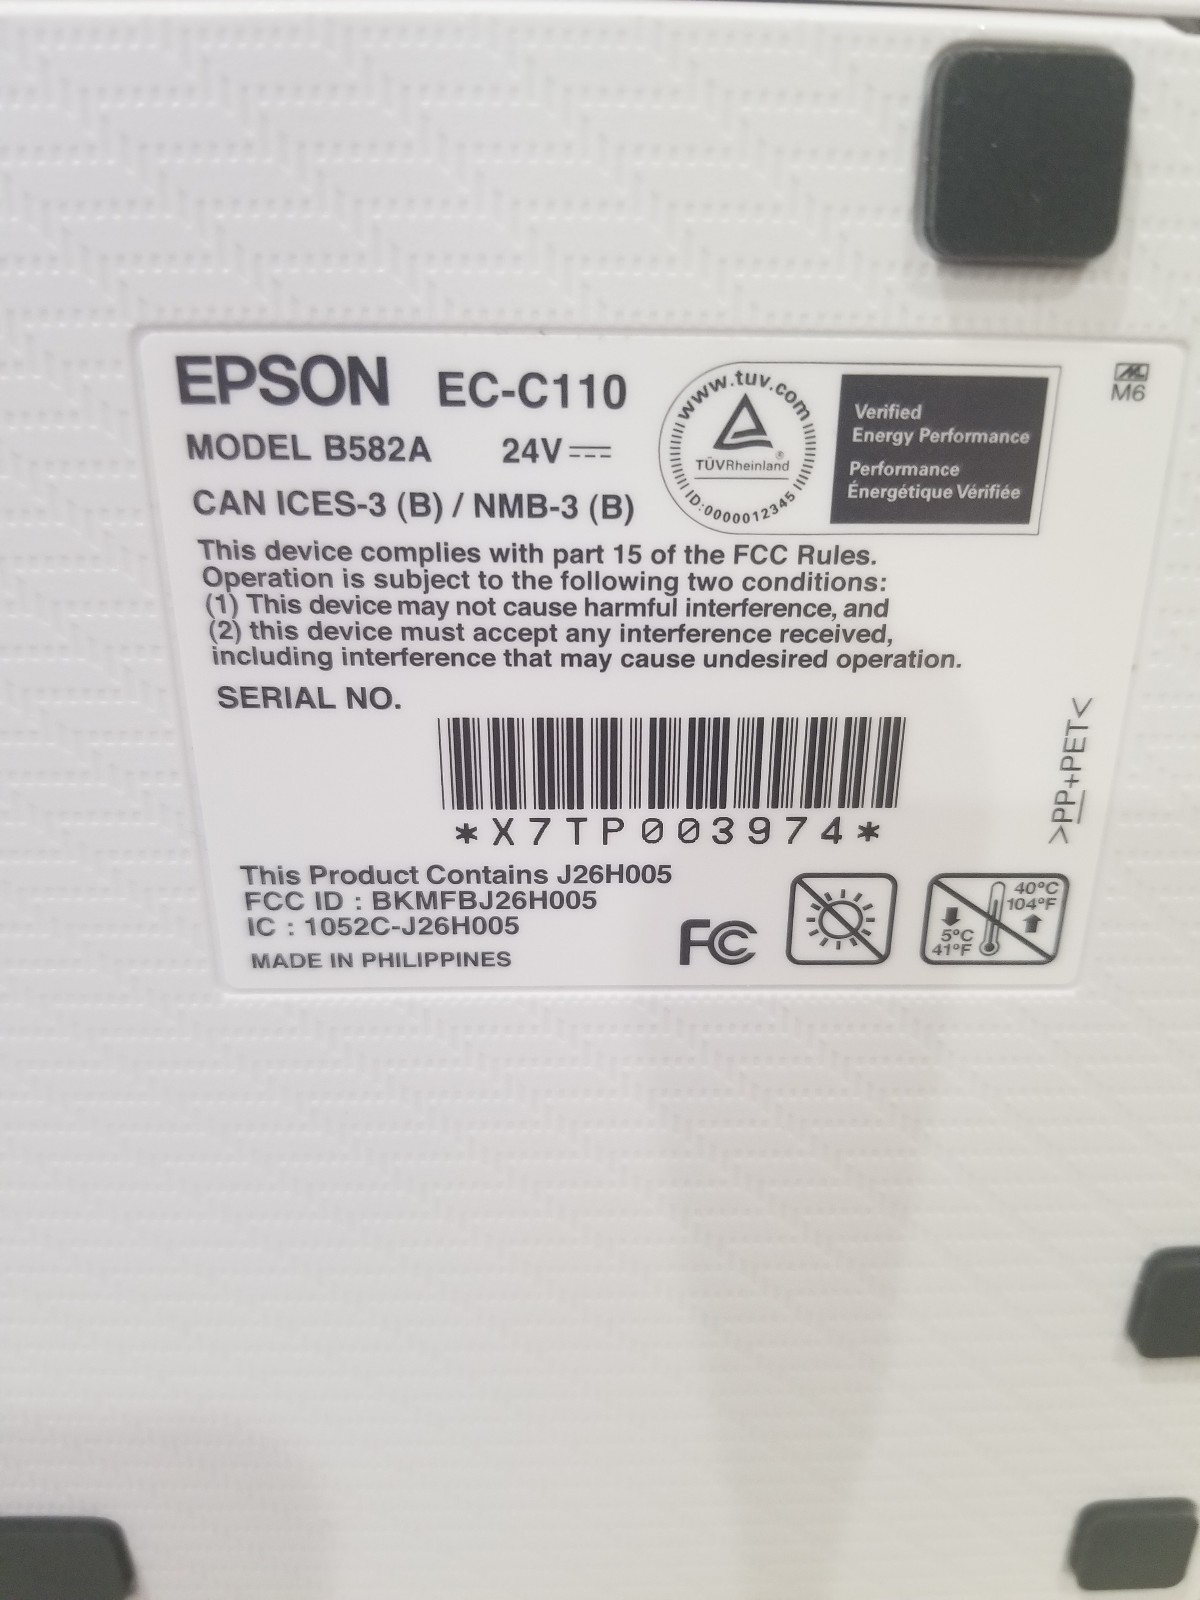 EPSON EC-C110
MODEL B582A 24V
CAN ICES-3 (B) / NMB-3 (B)
www.tuv.com
TÜVRheinland®
ID:0000012345
Verified
Energy Performance
Performance
Énergétique Vérifiée
M6
This device complies with part 15 of the FCC Rules.
Operation is subject to the following two conditions:
(1) This device may not cause harmful interference, and
(2) this device must accept any interference received,
including interference that may cause undesired operation.
SERIAL NO.
*X7TP003974*
>PP+PET<
This Product Contains J26H005
FCC ID : BKMFBJ26H005
IC : 1052C-J26H005
MADE IN PHILIPPINES
FC
40°C
104°F
5°C
41°F